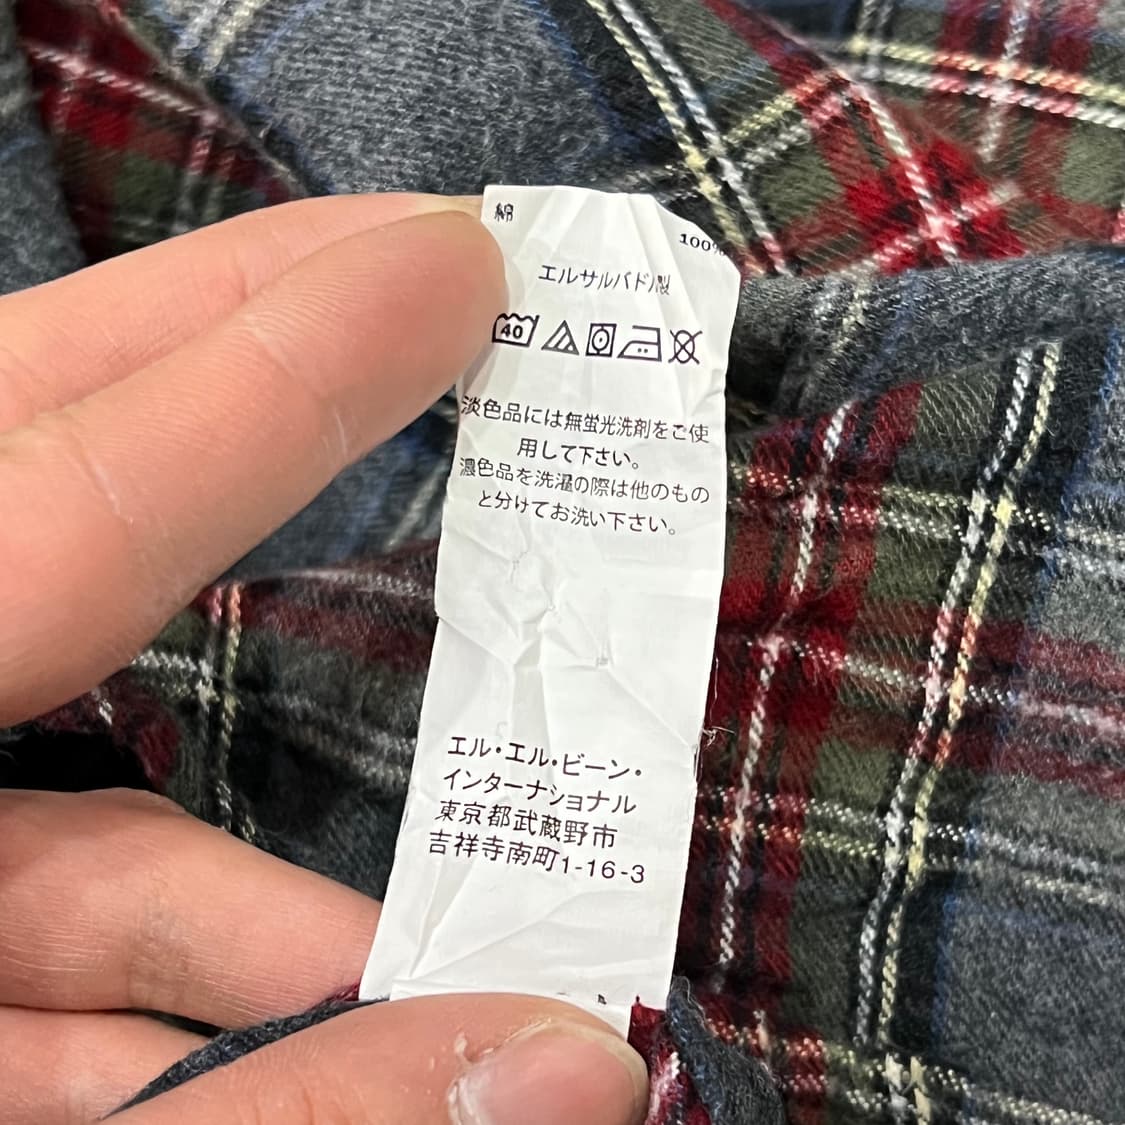 綿
100%
エルサルバドル製
40
淡色品には無蛍光洗剤をご使
用して下さい。
濃色品を洗濯の際は他のもの
と分けてお洗い下さい。
エル・エル・ビーン・
インターナショナル
東京都武蔵野市
吉祥寺南町1-16-3